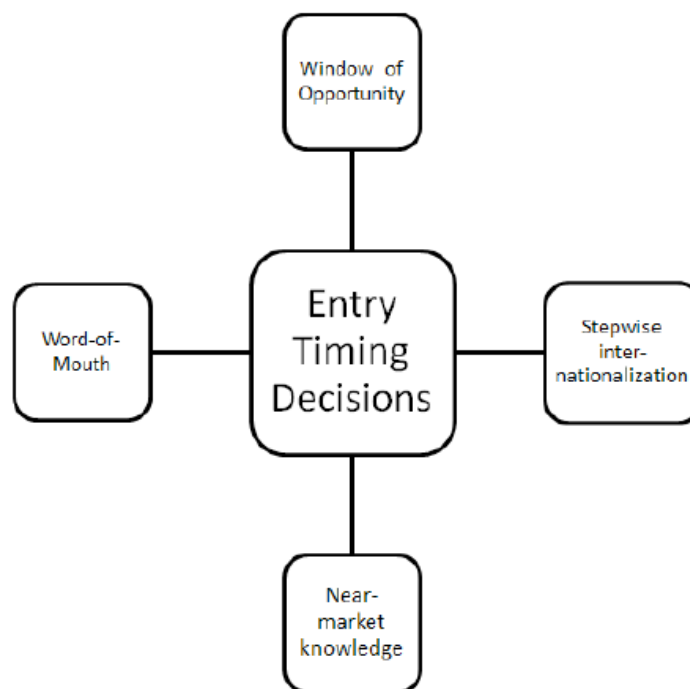 Window of
Opportunity
Word-of-
Mouth
Entry
Timing
Decisions
Stepwise
inter-
nationalization
Near-
market
knowledge